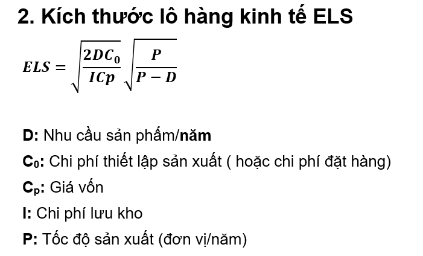 2. Kích thước lô hàng kinh tế ELS
ELS = √(2DC₀/ICp) √(P/(P − D))
D: Nhu cầu sản phẩm/năm
C₀: Chi phí thiết lập sản xuất ( hoặc chi phí đặt hàng)
Cₚ: Giá vốn
I: Chi phí lưu kho
P: Tốc độ sản xuất (đơn vị/năm)